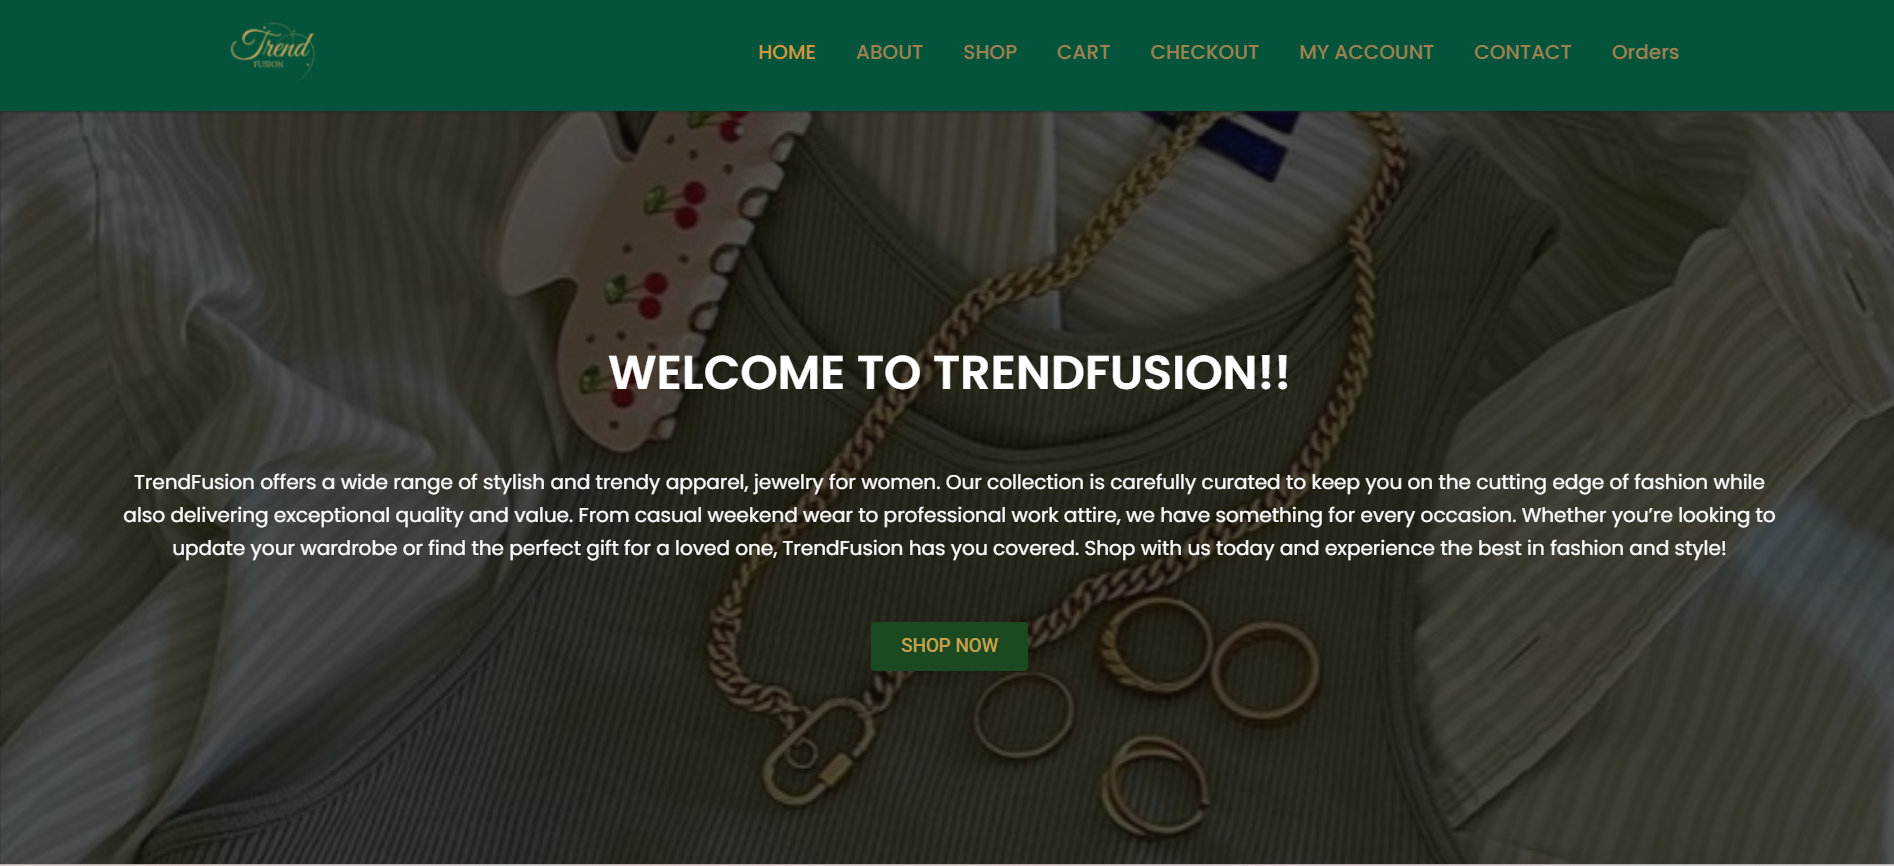 Trend
FUSION
HOME ABOUT SHOP CART CHECKOUT MY ACCOUNT CONTACT Orders
WELCOME TO TRENDFUSION!!
TrendFusion offers a wide range of stylish and trendy apparel, jewelry for women. Our collection is carefully curated to keep you on the cutting edge of fashion while
also delivering exceptional quality and value. From casual weekend wear to professional work attire, we have something for every occasion. Whether you’re looking to
update your wardrobe or find the perfect gift for a loved one, TrendFusion has you covered. Shop with us today and experience the best in fashion and style!
SHOP NOW